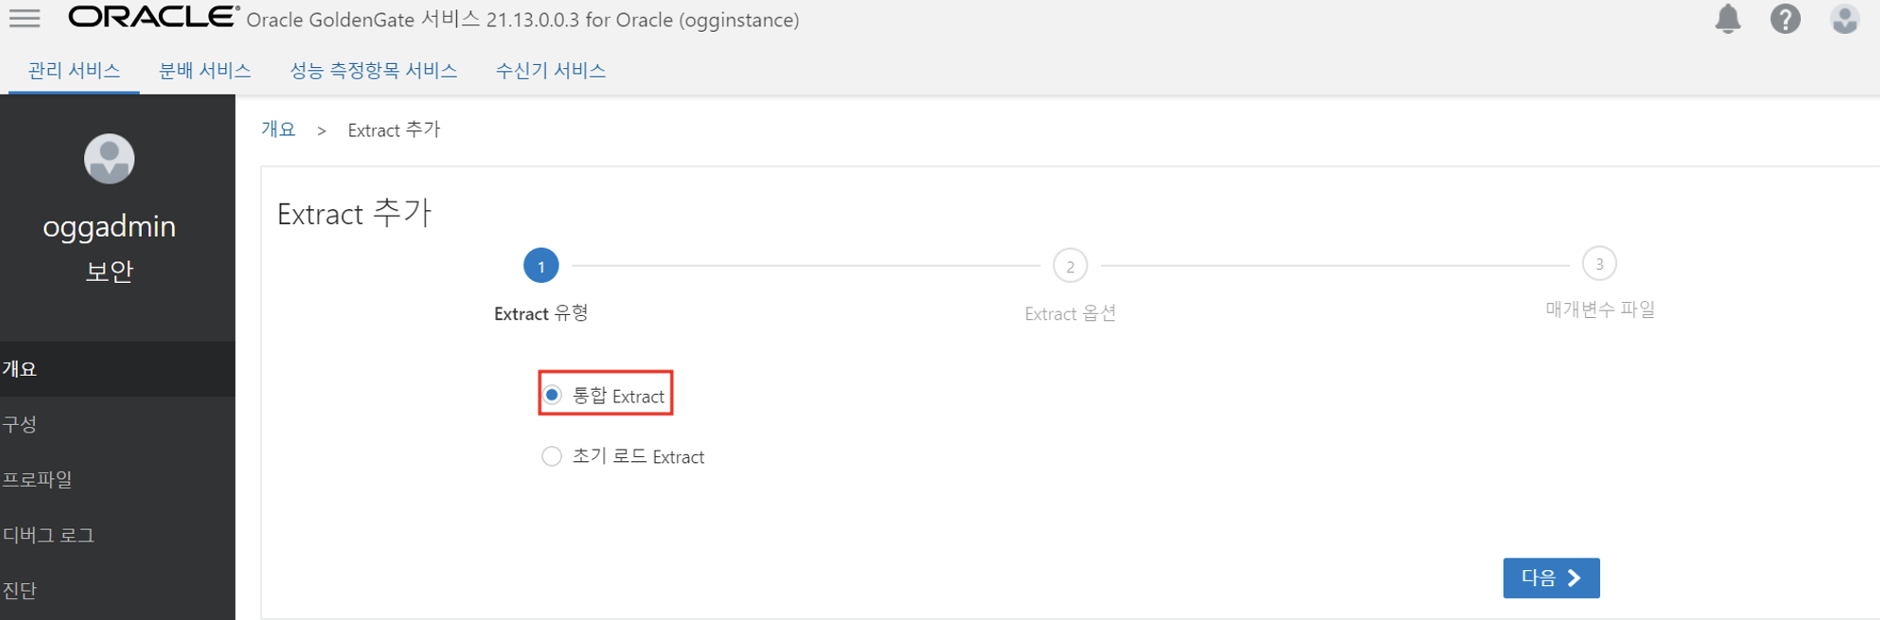 ORACLE® Oracle GoldenGate 서비스 21.13.0.0.3 for Oracle (ogginstance)
관리 서비스 분배 서비스 성능 측정항목 서비스 수신기 서비스
oggadmin
보안
개요
구성
프로파일
디버그 로그
진단
개요 > Extract 추가
Extract 추가
1 2 3
Extract 유형 Extract 옵션 매개변수 파일
통합 Extract
초기 로드 Extract
다음